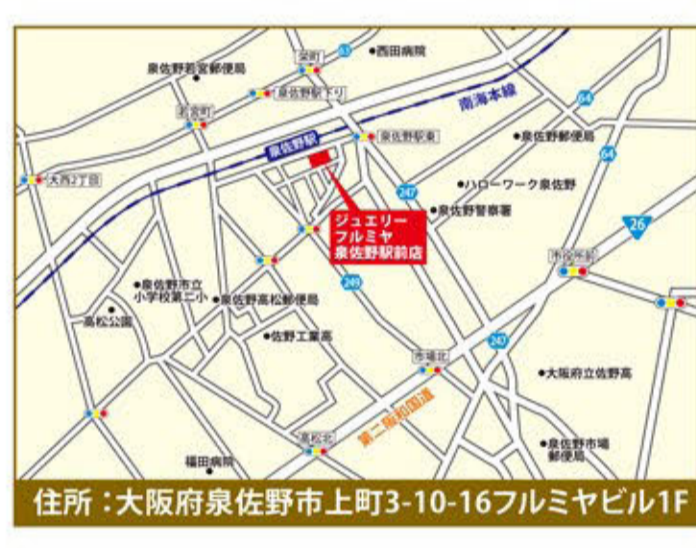 63
西田病院
栄町
泉佐野若宮郵便局
泉佐野駅下り
若宮町
南海本線
64
泉佐野駅東
泉佐野郵便局
泉佐野駅
64
大西2丁目
ハローワーク泉佐野
247
泉佐野警察署
ジュエリー
フルミヤ
泉佐野駅前店
26
市役所前
249
泉佐野市立
小学校第二小
泉佐野高松郵便局
高松公園
佐野工業高
247
市場北
大阪府立佐野高
第二阪和国道
高松北
泉佐野市場
郵便局
福田病院
住所：大阪府泉佐野市上町3-10-16フルミヤビル1F